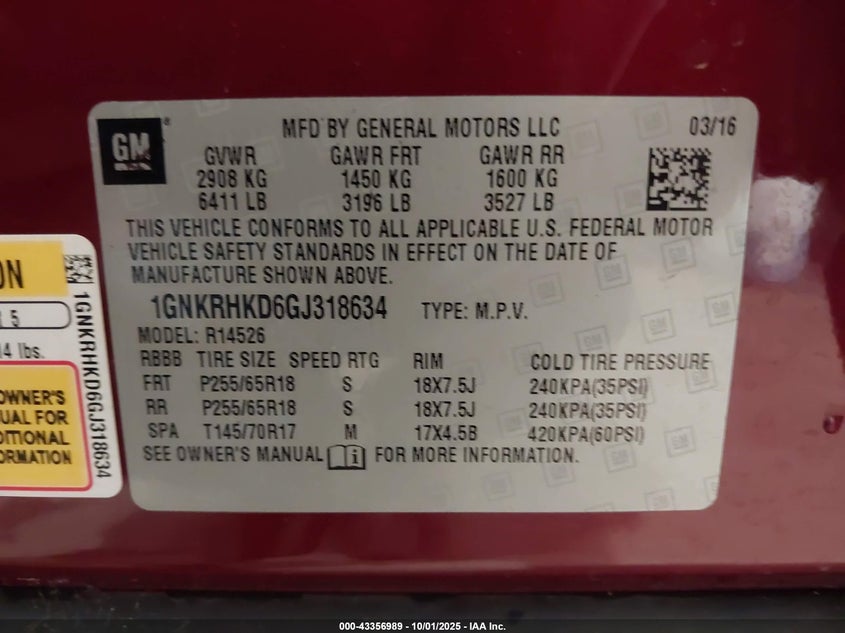 GM
®
MFD BY GENERAL MOTORS LLC 03/16
GVWR GAWR FRT GAWR RR
2908 KG 1450 KG 1600 KG
6411 LB 3196 LB 3527 LB
THIS VEHICLE CONFORMS TO ALL APPLICABLE U.S. FEDERAL MOTOR
VEHICLE SAFETY STANDARDS IN EFFECT ON THE DATE OF
MANUFACTURE SHOWN ABOVE.
1GNKRHKD6GJ318634 TYPE: M.P.V.
MODEL: R14526
RBBB TIRE SIZE SPEED RTG RIM COLD TIRE PRESSURE
FRT P255/65R18 S 18X7.5J 240KPA(35PSI)
RR P255/65R18 S 18X7.5J 240KPA(35PSI)
SPA T145/70R17 M 17X4.5B 420KPA(60PSI)
SEE OWNER'S MANUAL i FOR MORE INFORMATION.
ON
5
4 lbs.
OWNER'S
UAL FOR
DITIONAL
ORMATION
1GNKRHKD6GJ318634
000-43356989 - 10/01/2025 - IAA Inc.